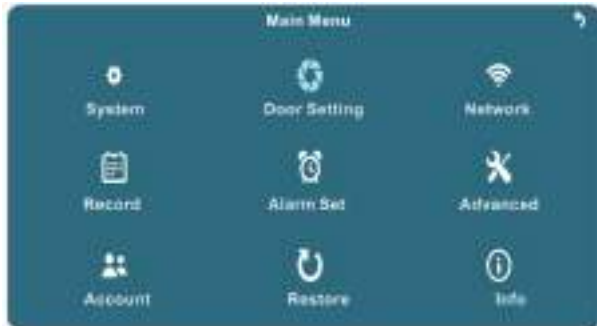 Main Menu
System Door Setting Network
Record Alarm Set Advanced
Account Restore Info